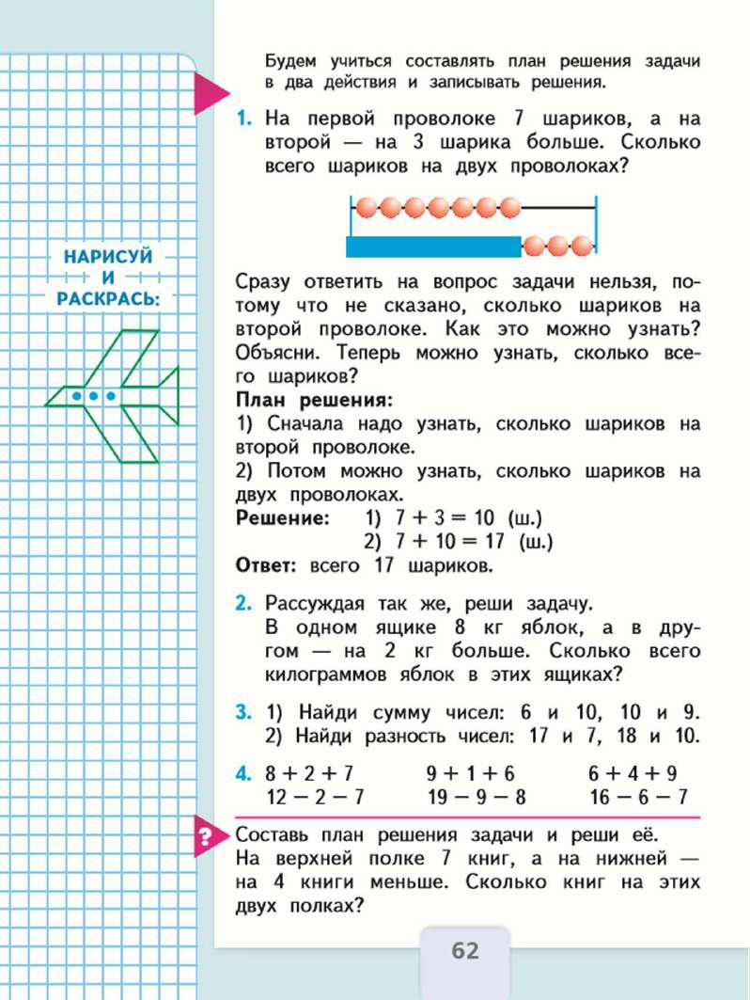 Будем учиться составлять план решения задачи
в два действия и записывать решения.
1. На первой проволоке 7 шариков, а на
второй — на 3 шарика больше. Сколько
всего шариков на двух проволоках?
НАРИСУЙ
И
РАСКРАСЬ:
Сразу ответить на вопрос задачи нельзя, по-
тому что не сказано, сколько шариков на
второй проволоке. Как это можно узнать?
Объясни. Теперь можно узнать, сколько все-
го шариков?
План решения:
1) Сначала надо узнать, сколько шариков на
второй проволоке.
2) Потом можно узнать, сколько шариков на
двух проволоках.
Решение: 1) 7 + 3 = 10 (ш.)
2) 7 + 10 = 17 (ш.)
Ответ: всего 17 шариков.
2. Рассуждая так же, реши задачу.
В одном ящике 8 кг яблок, а в дру-
гом — на 2 кг больше. Сколько всего
килограммов яблок в этих ящиках?
3. 1) Найди сумму чисел: 6 и 10, 10 и 9.
2) Найди разность чисел: 17 и 7, 18 и 10.
4. 8 + 2 + 7 9 + 1 + 6 6 + 4 + 9
12 − 2 − 7 19 − 9 − 8 16 − 6 − 7
? Составь план решения задачи и реши её.
На верхней полке 7 книг, а на нижней —
на 4 книги меньше. Сколько книг на этих
двух полках?
62